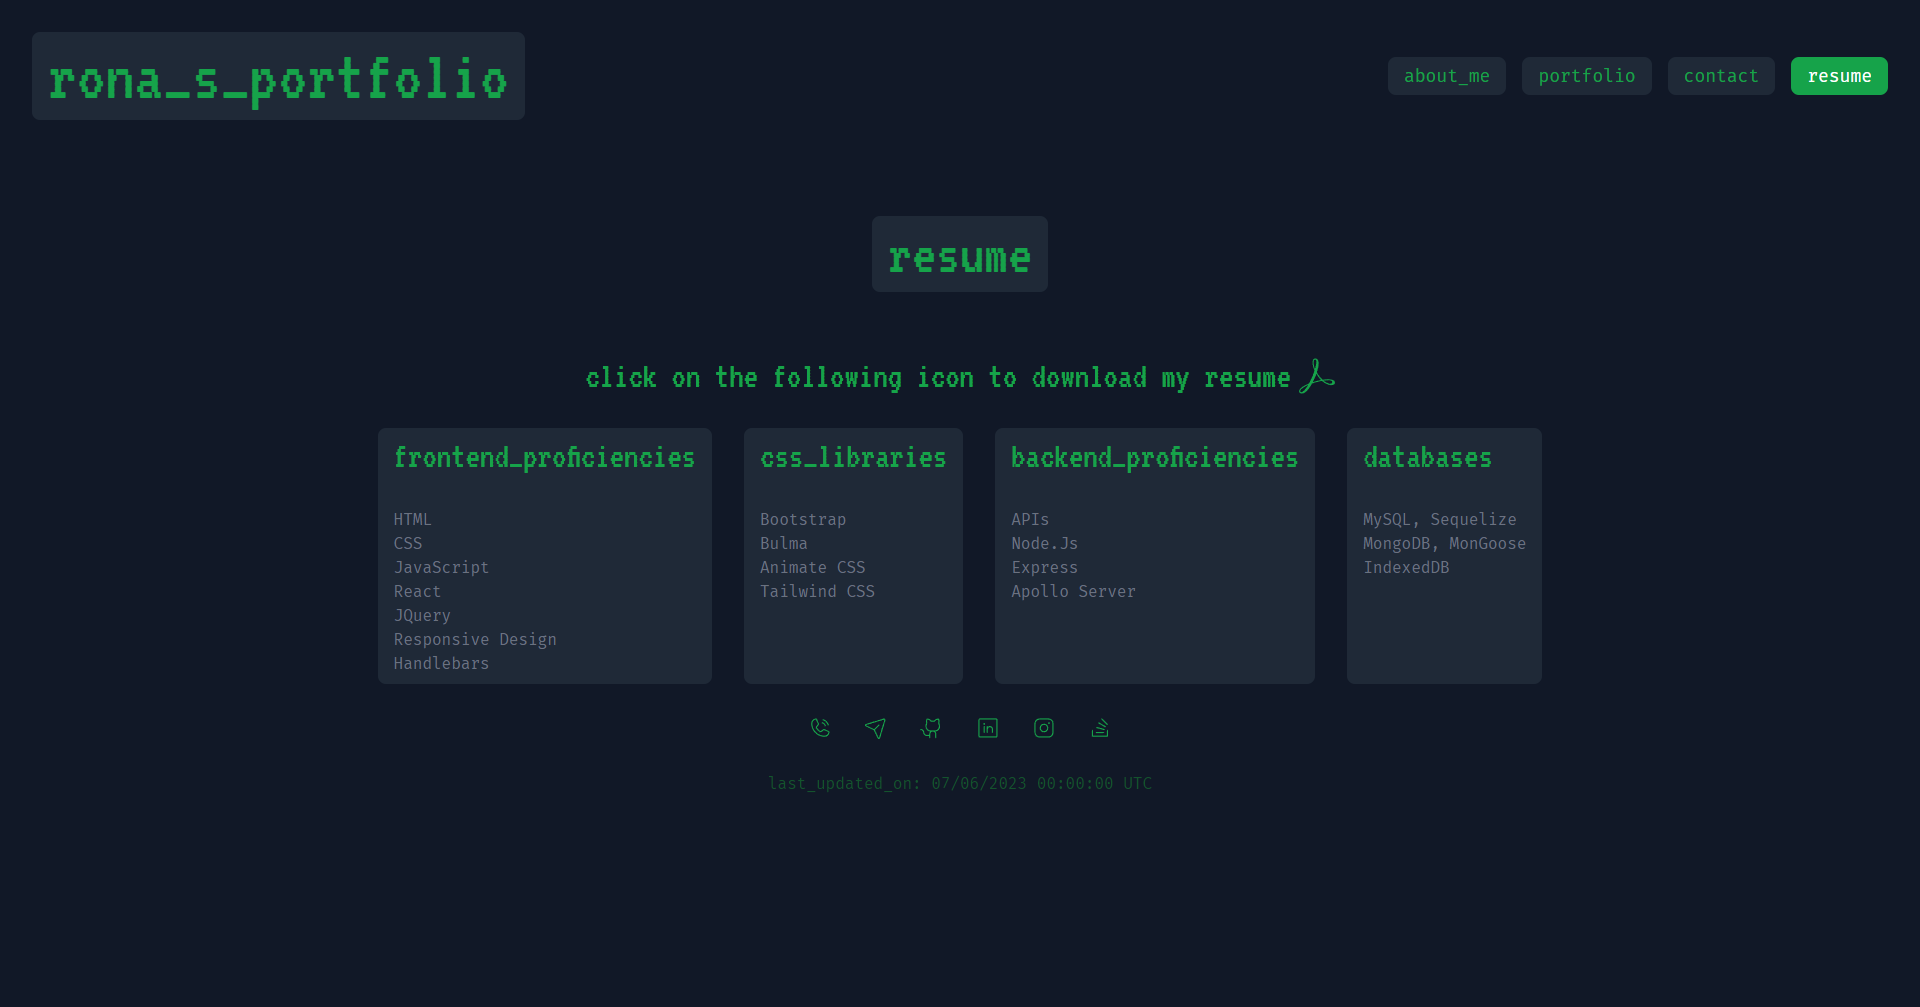 rona_s_portfolio
about_me
portfolio
contact
resume
resume
click on the following icon to download my resume
frontend_proficiencies
HTML
CSS
JavaScript
React
JQuery
Responsive Design
Handlebars
css_libraries
Bootstrap
Bulma
Animate CSS
Tailwind CSS
backend_proficiencies
APIs
Node.Js
Express
Apollo Server
databases
MySQL, Sequelize
MongoDB, MonGoose
IndexedDB
in
last_updated_on: 07/06/2023 00:00:00 UTC